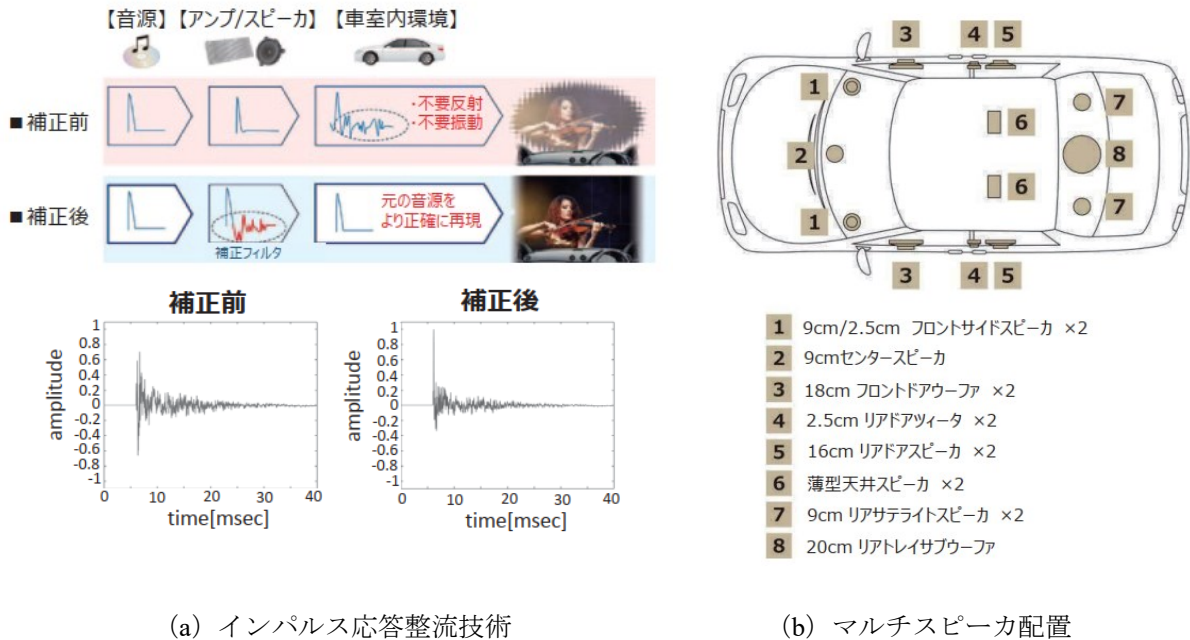 【音源】【アンプ/スピーカ】【車室内環境】
■補正前
・不要反射
・不要振動
■補正後
補正フィルタ
元の音源を
より正確に再現
補正前
amplitude
1
0.8
0.6
0.4
0.2
0
-0.2
-0.4
-0.6
-0.8
-1
0 10 20 30 40
time[msec]
補正後
amplitude
1
0.8
0.6
0.4
0.2
0
-0.2
-0.4
-0.6
-0.8
-1
0 10 20 30 40
time[msec]
(a) インパルス応答整流技術
3 4 5
1
7
6
2
8
6
7
1
3 4 5
1 9cm/2.5cm フロントサイドスピーカ ×2
2 9cmセンタースピーカ
3 18cm フロントドアウーファ ×2
4 2.5cm リアドアツィータ ×2
5 16cm リアドアスピーカ ×2
6 薄型天井スピーカ ×2
7 9cm リアサテライトスピーカ ×2
8 20cm リアトレイサブウーファ
(b) マルチスピーカ配置